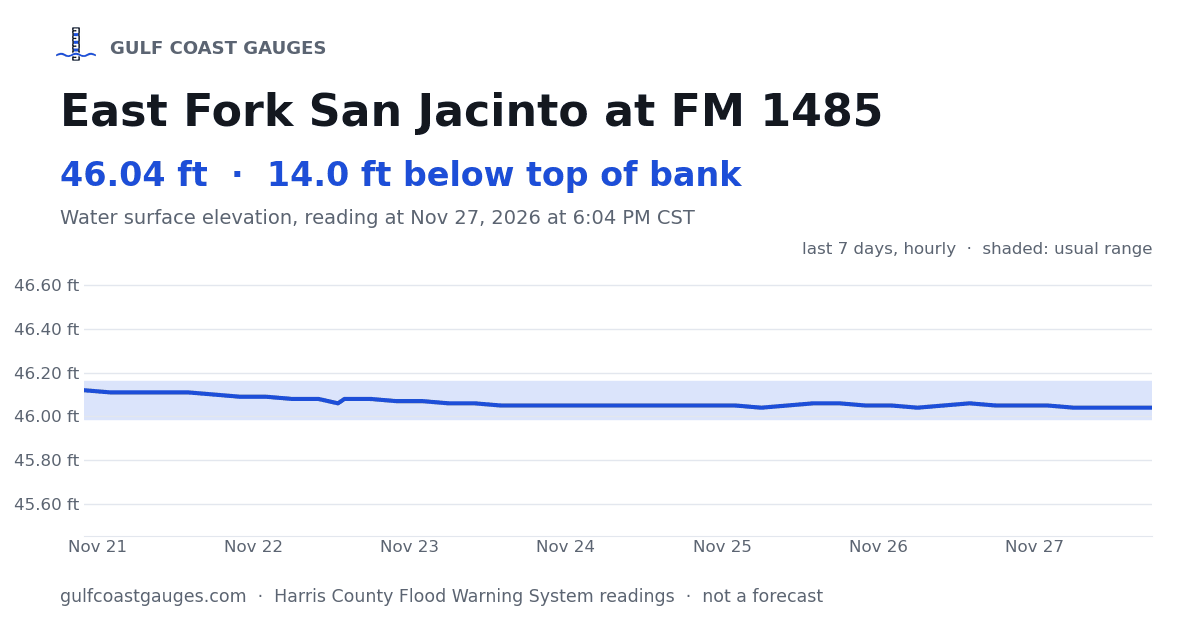 GULF COAST GAUGES
East Fork San Jacinto at FM 1485
46.04 ft · 14.0 ft below top of bank
Water surface elevation, reading at Nov 27, 2026 at 6:04 PM CST
last 7 days, hourly · shaded: usual range
46.60 ft
46.40 ft
46.20 ft
46.00 ft
45.80 ft
45.60 ft
Nov 21 Nov 22 Nov 23 Nov 24 Nov 25 Nov 26 Nov 27
gulfcoastgauges.com · Harris County Flood Warning System readings · not a forecast